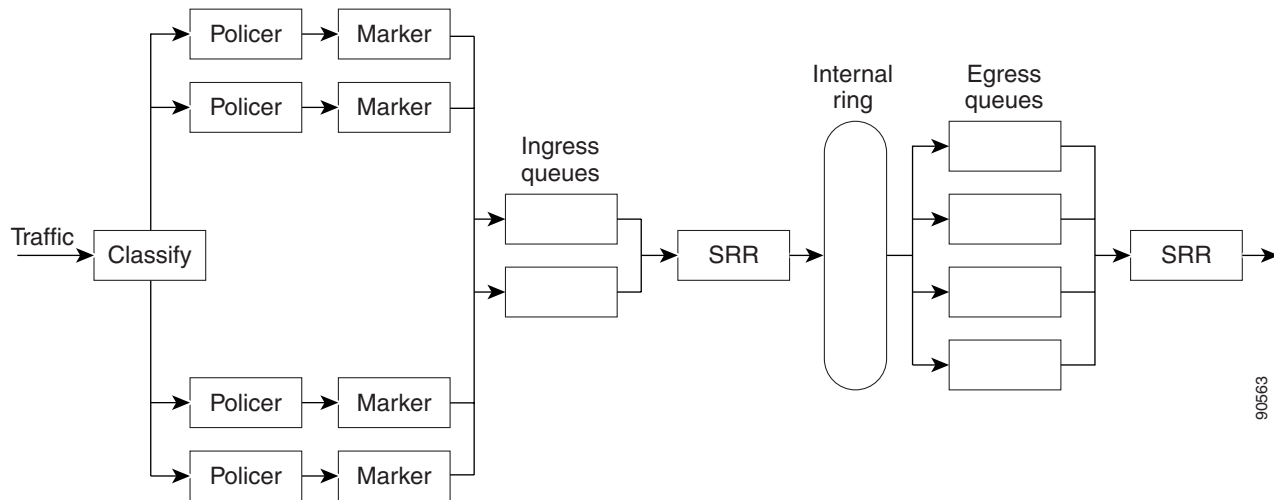 Policer
Marker
Policer
Marker
Internal
ring
Egress
queues
Ingress
queues
Traffic
Classify
SRR
SRR
Policer
Marker
Policer
Marker
90563